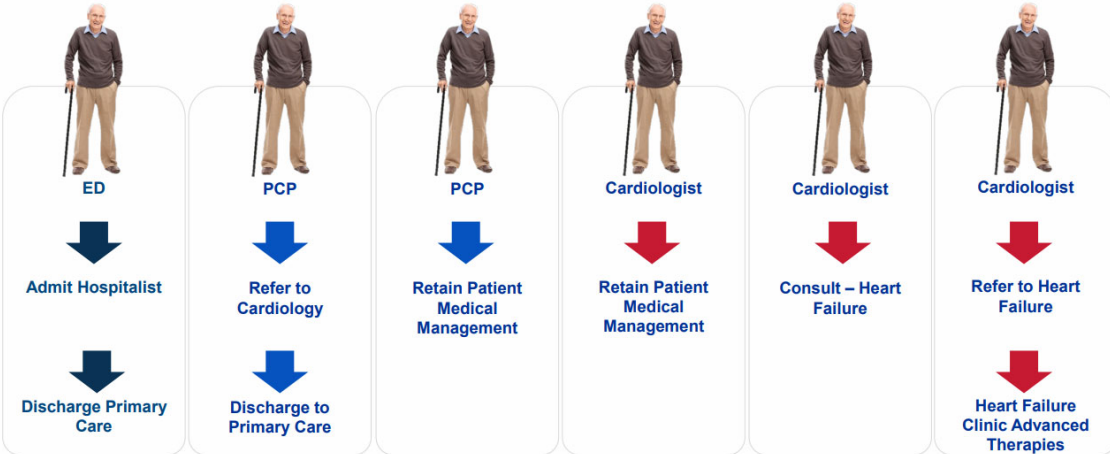 ED
Admit Hospitalist
Discharge Primary
Care
PCP
Refer to
Cardiology
Discharge to
Primary Care
PCP
Retain Patient
Medical
Management
Cardiologist
Retain Patient
Medical
Management
Cardiologist
Consult – Heart
Failure
Cardiologist
Refer to Heart
Failure
Heart Failure
Clinic Advanced
Therapies